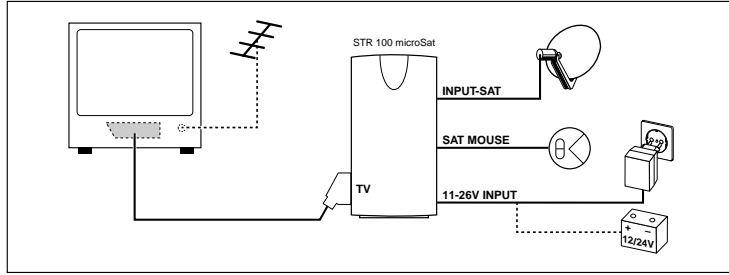 STR 100 microSat
INPUT-SAT
SAT MOUSE
TV
11-26V INPUT
+ –
12/24V